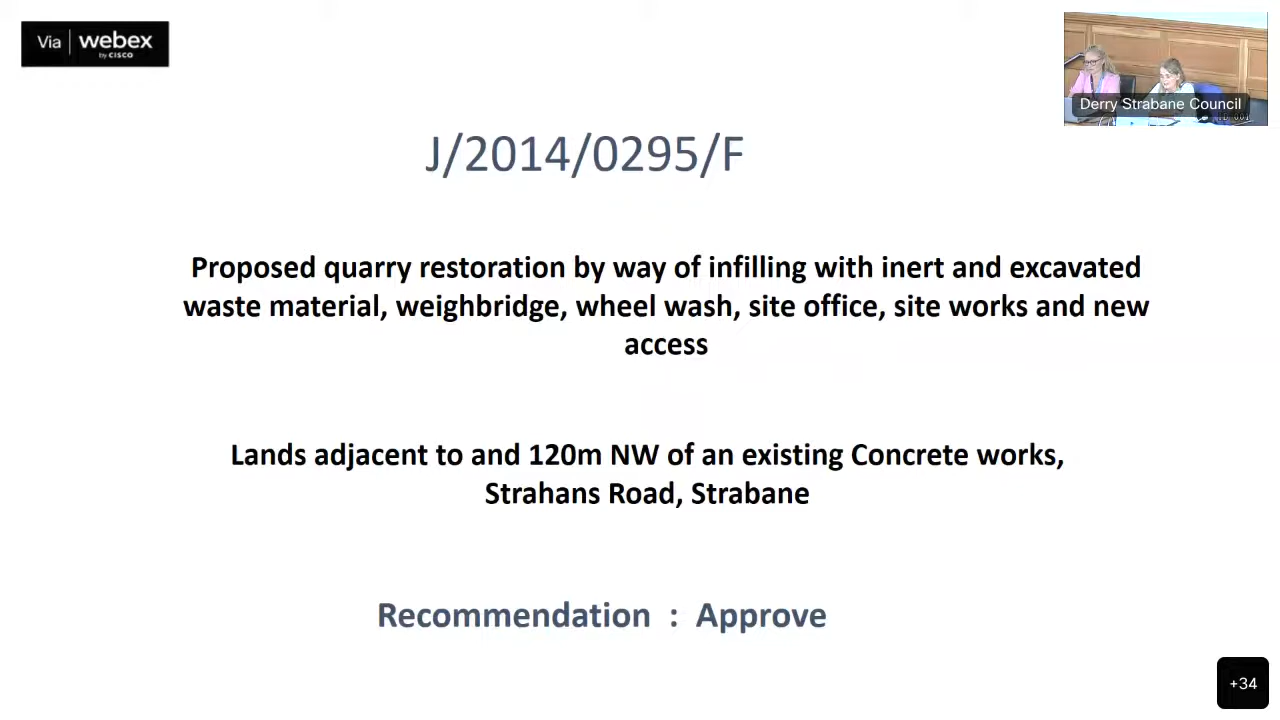 Via webex
by CISCO
Derry Strabane Council
J/2014/0295/F
Proposed quarry restoration by way of infilling with inert and excavated
waste material, weighbridge, wheel wash, site office, site works and new
access
Lands adjacent to and 120m NW of an existing Concrete works,
Strahans Road, Strabane
Recommendation : Approve
+34